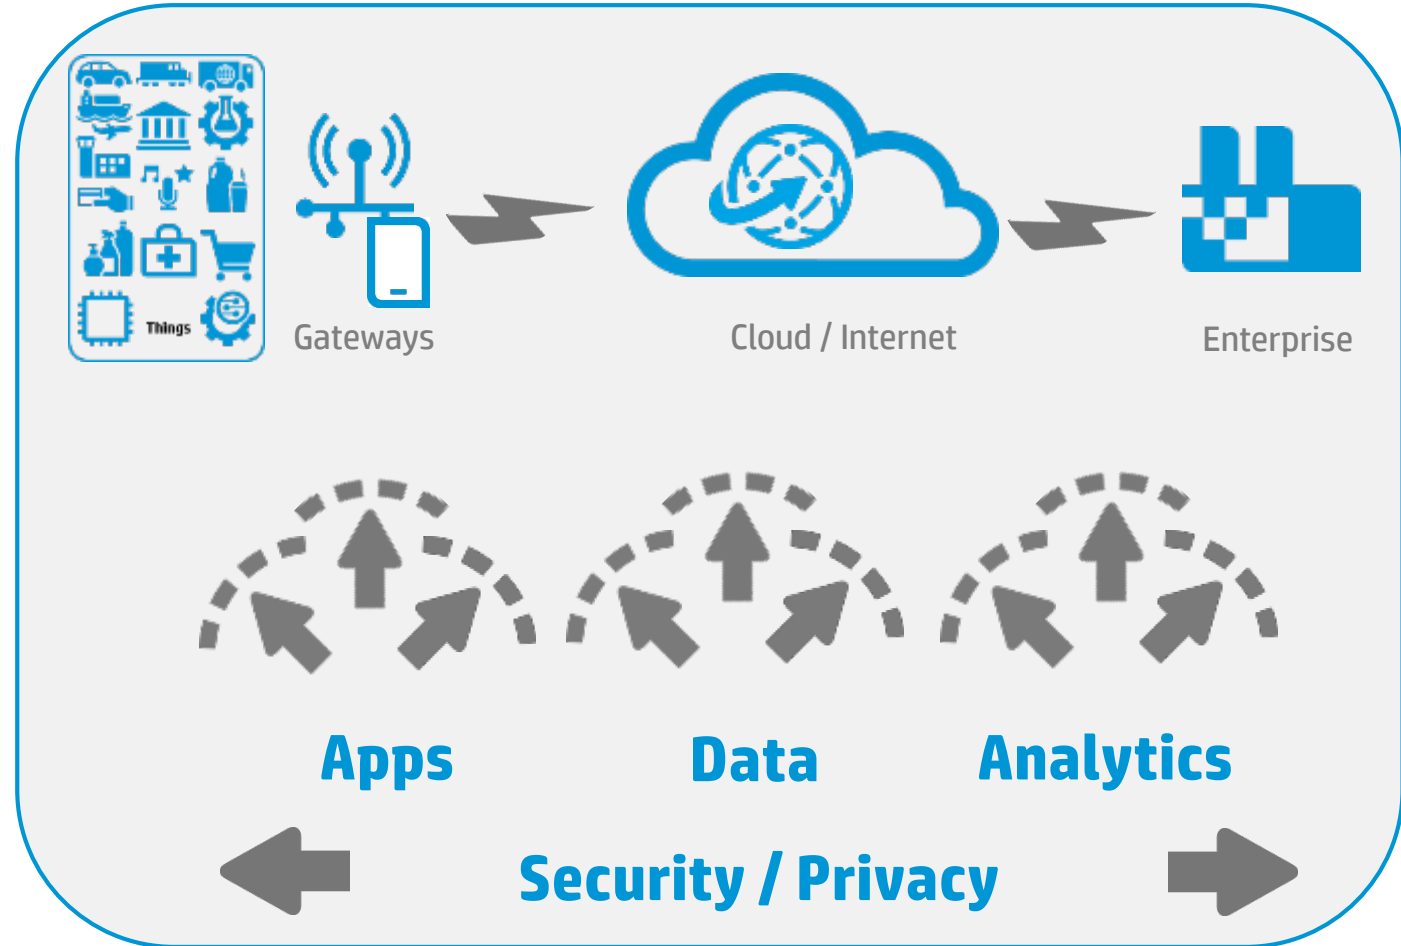 Things
Gateways
Cloud / Internet
Enterprise
Apps
Data
Analytics
Security / Privacy